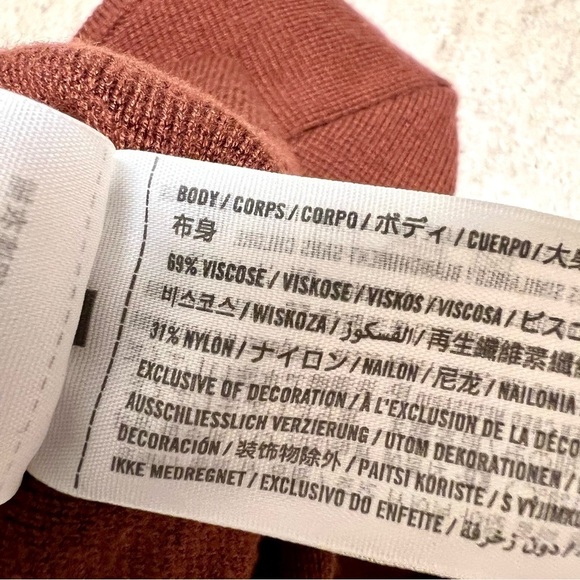 BODY / CORPS / CORPO / ボディ / CUERPO / 大身
布身
69% VISCOSE / VISKOSE / VISKOS / VISCOSA / ビスコ
비스코스 / WISKOZA / الفسكوز / 再生纖維素纖
31% NYLON / ナイロン / NAILON / 尼龙 / NAILONIA
EXCLUSIVE OF DECORATION / À L'EXCLUSION DE LA DÉCO
AUSSCHLIESSLICH VERZIERUNG / UTOM DEKORATIONEN /
DECORACIÓN / 装饰物除外 / PAITSI KORISTE / S VÝJIMK
IKKE MEDREGNET / EXCLUSIVO DO ENFEITE / دون زخرفة